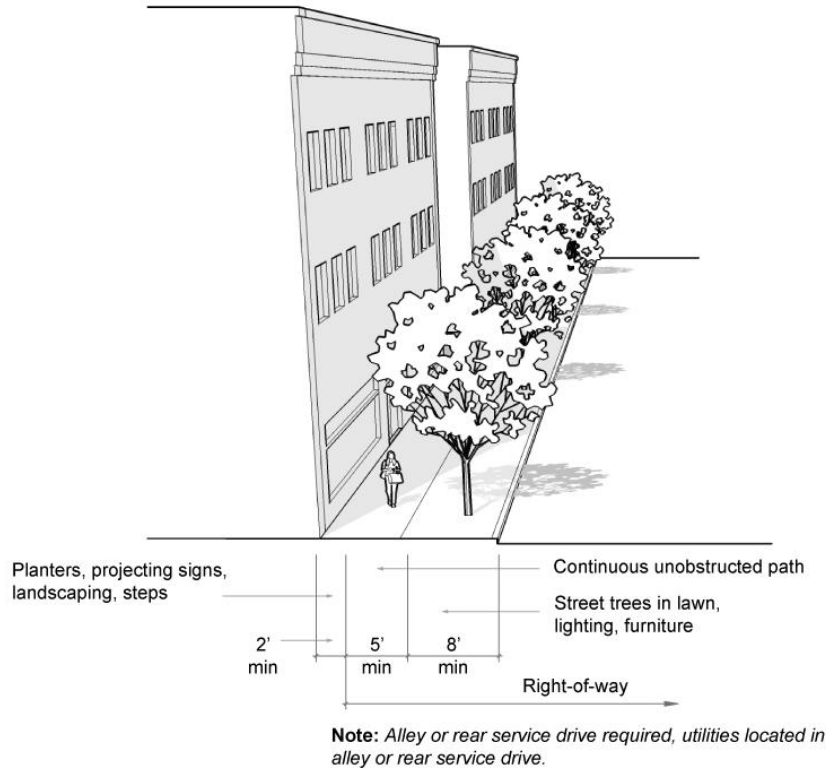 Planters, projecting signs,
landscaping, steps
Continuous unobstructed path
Street trees in lawn,
lighting, furniture
2’
min
5’
min
8’
min
Right-of-way
Note: Alley or rear service drive required, utilities located in
alley or rear service drive.